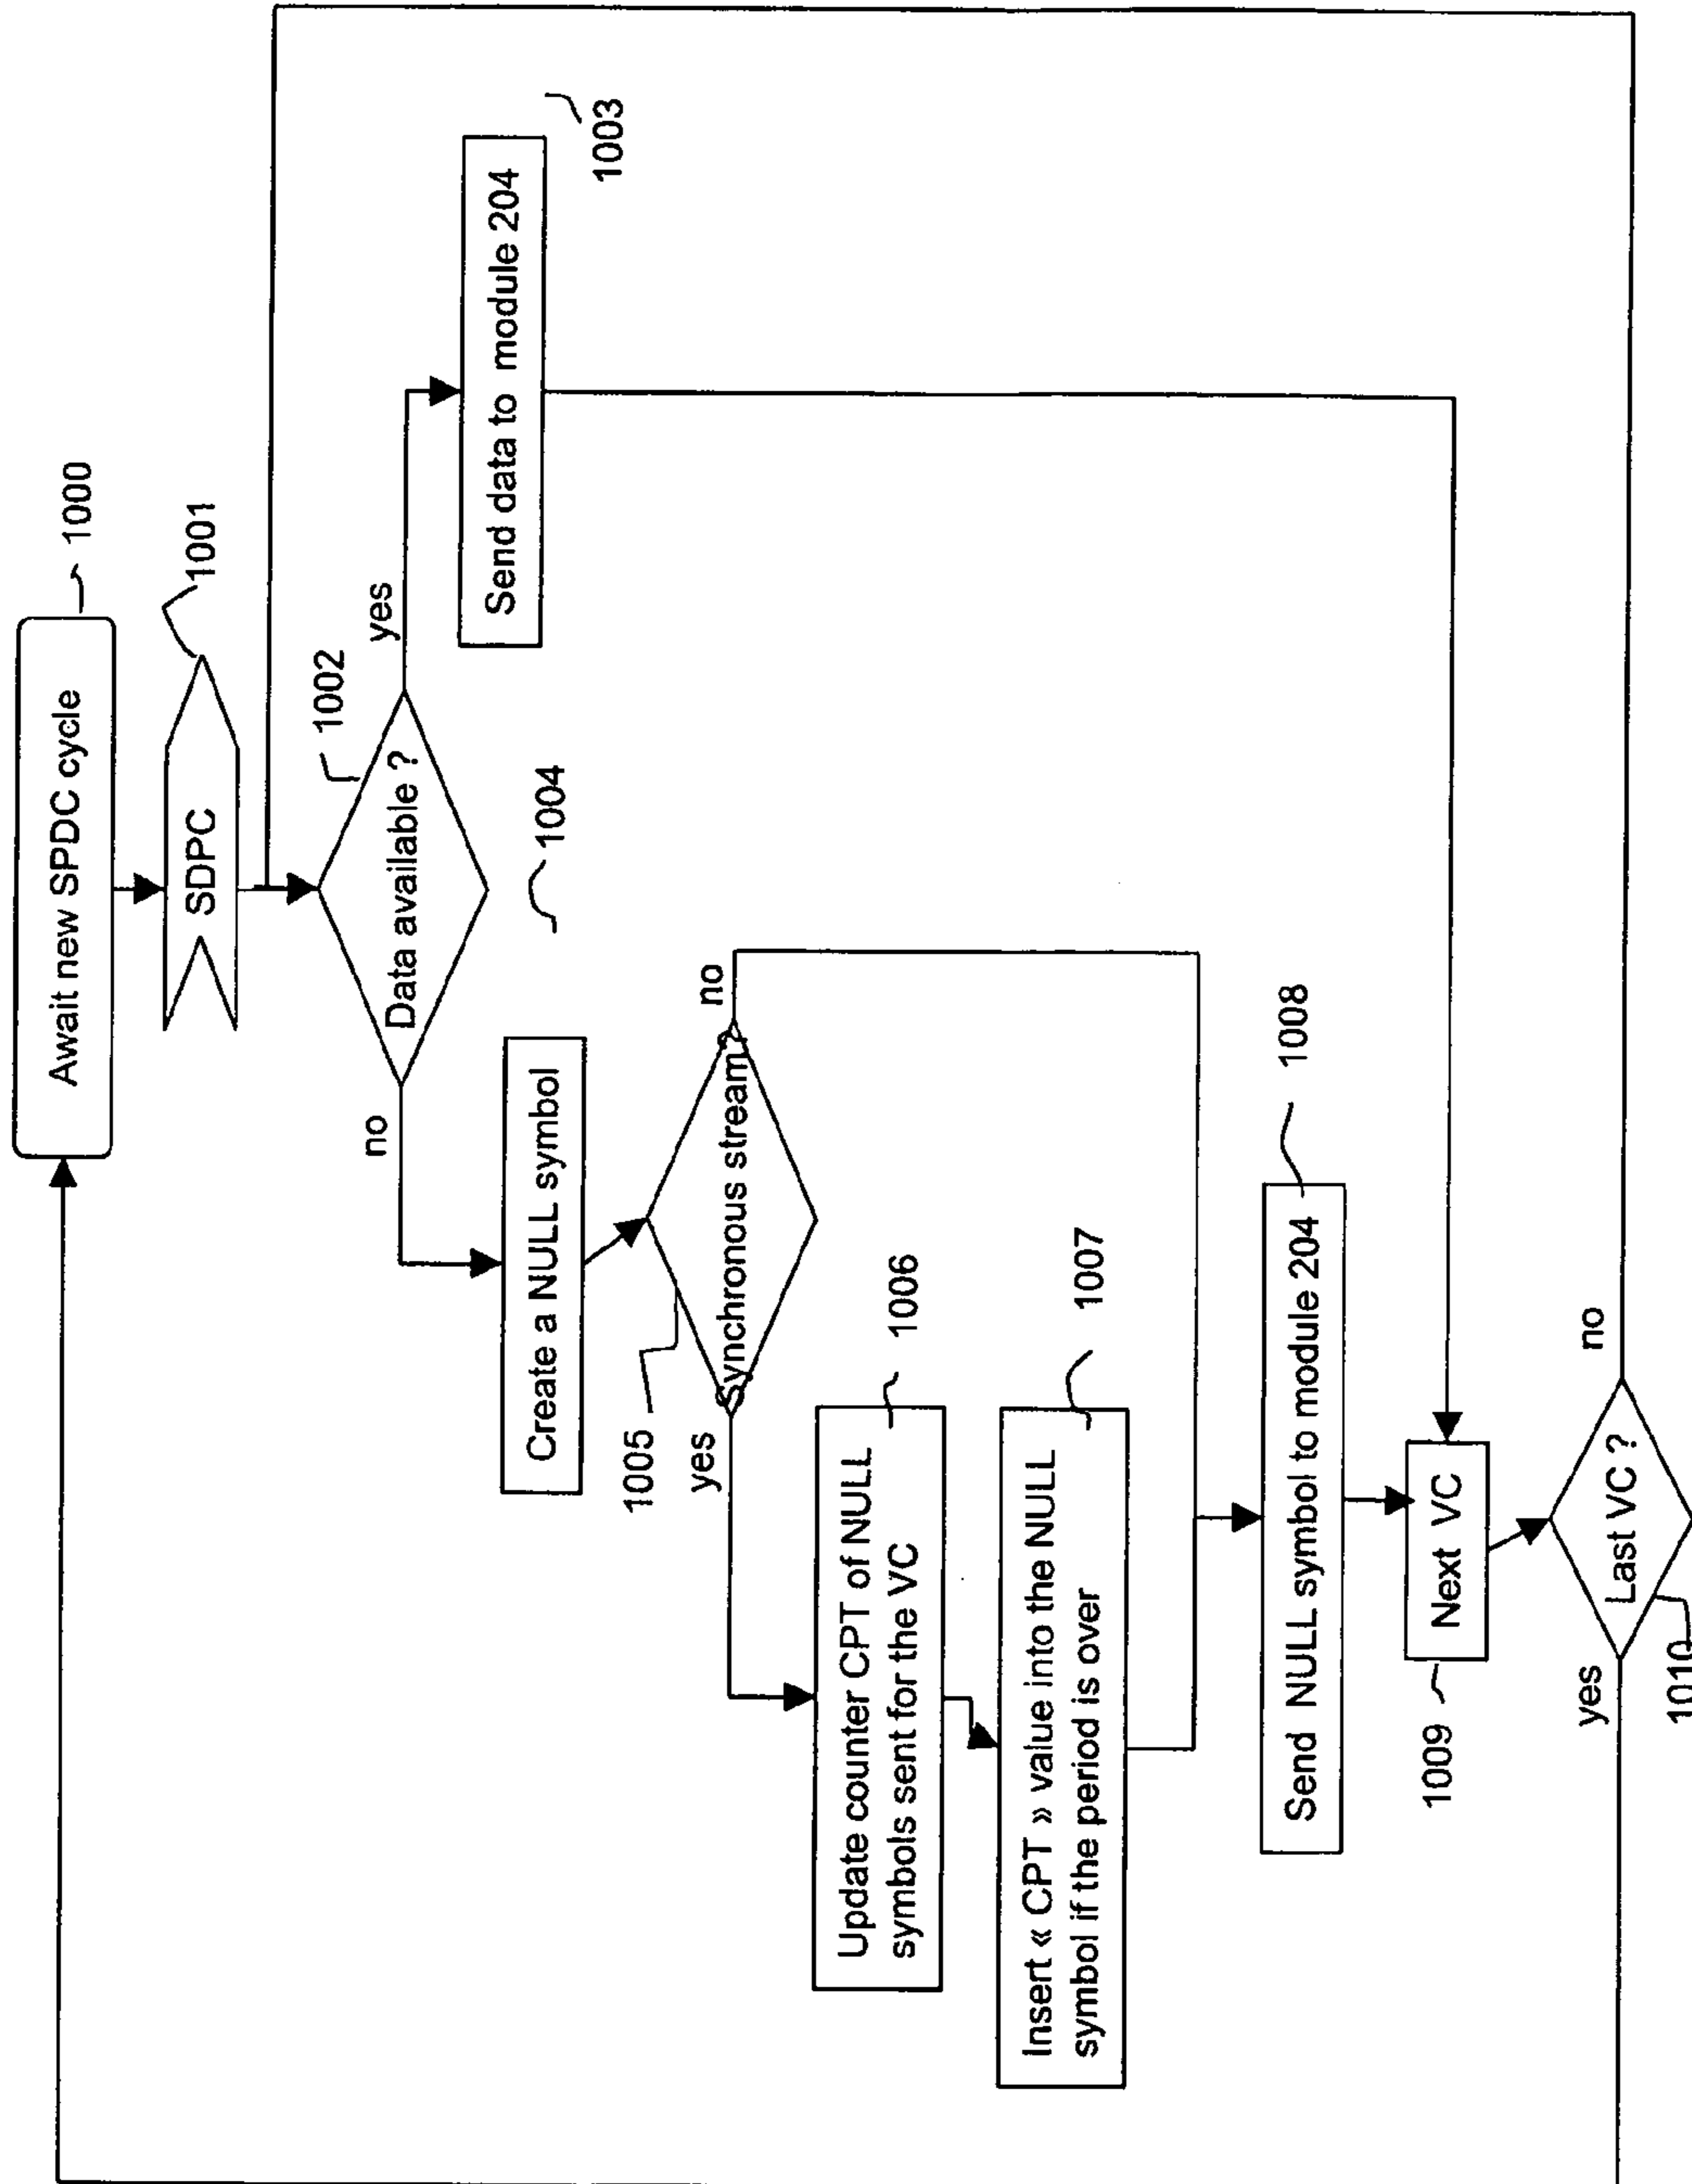 Await new SPDC cycle
1000
SDPC
1001
Data available ?
1002
yes
no
Send data to module 204
1003
Create a NULL symbol
1004
Synchronous stream?
1005
yes
no
Update counter CPT of NULL
symbols sent for the VC
1006
Insert « CPT » value into the NULL
symbol if the period is over
1007
Send NULL symbol to module 204
1008
Next VC
1009
Last VC ?
1010
yes
no